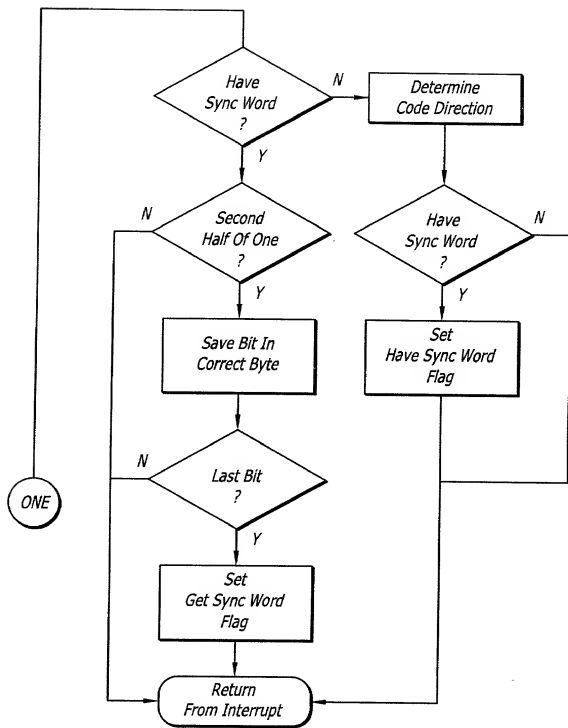 Have
Sync Word
?
N
Determine
Code Direction
Y
N
Second
Half Of One
?
Have
Sync Word
?
N
Y
Y
Save Bit In
Correct Byte
Set
Have Sync Word
Flag
N
Last Bit
?
ONE
Y
Set
Get Sync Word
Flag
Return
From Interrupt